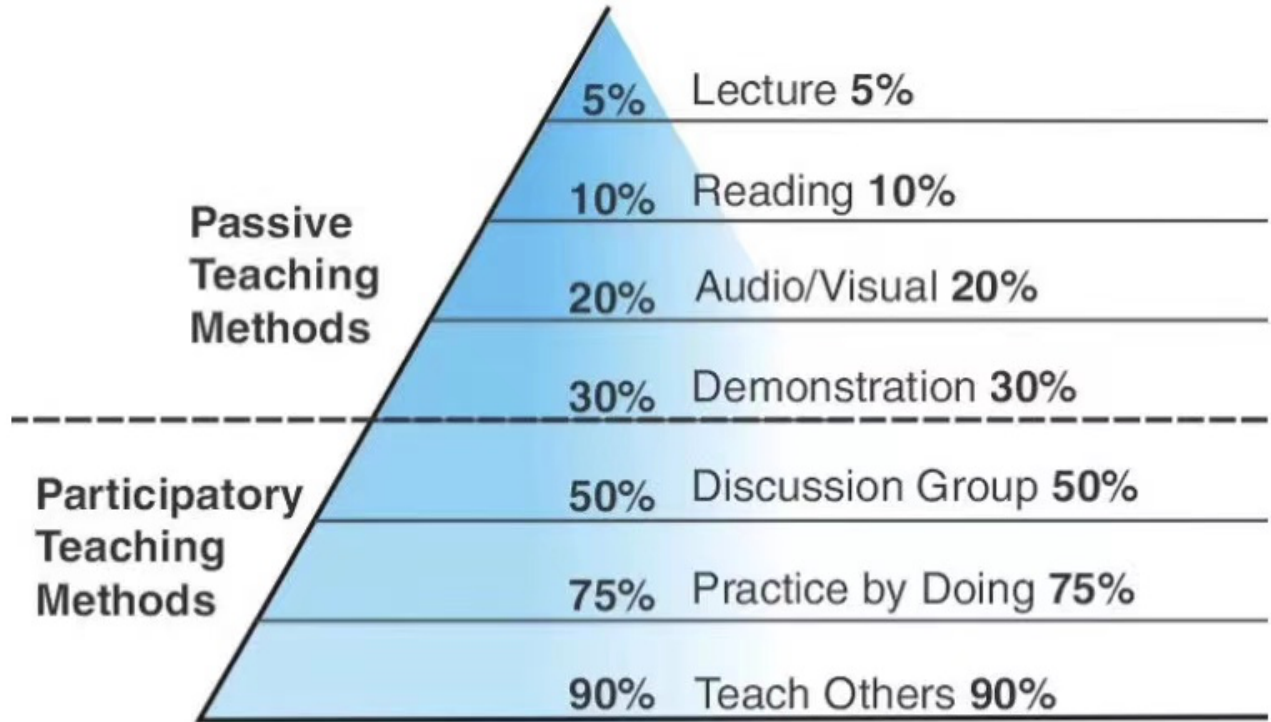 5% Lecture 5%
10% Reading 10%
Passive
Teaching
Methods
20% Audio/Visual 20%
30% Demonstration 30%
Participatory
Teaching
Methods
50% Discussion Group 50%
75% Practice by Doing 75%
90% Teach Others 90%